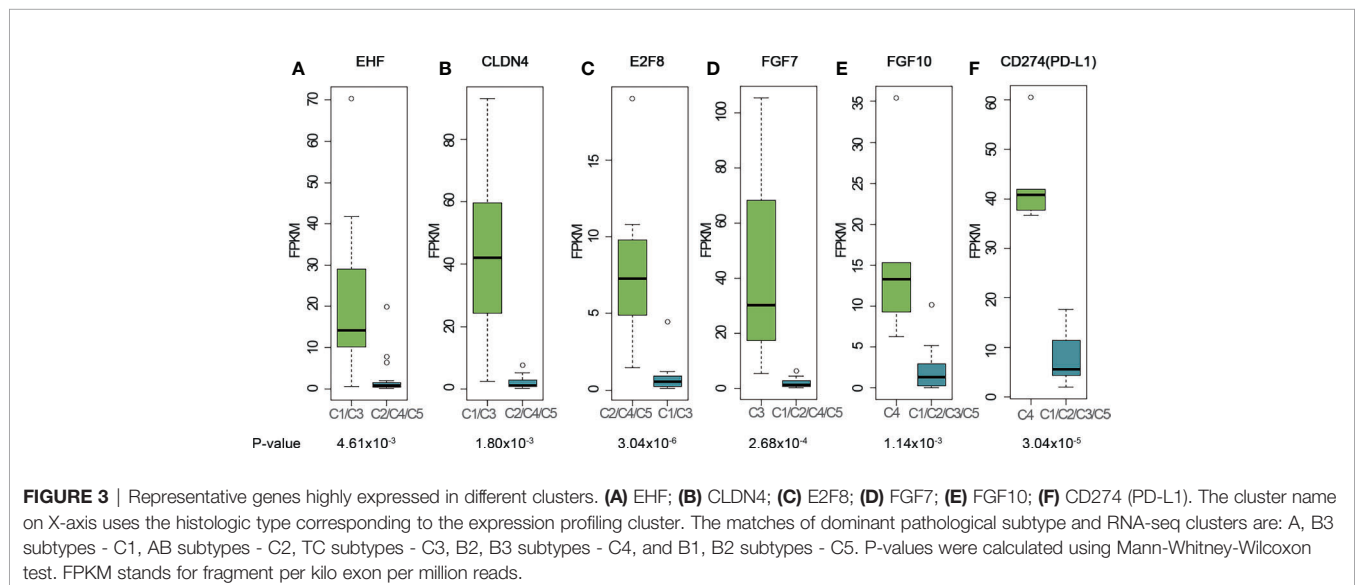 A EHF
B CLDN4
C E2F8
D FGF7
E FGF10
F CD274(PD-L1)
FPKM
70
60
50
40
30
20
10
0
C1/C3 C2/C4/C5
FPKM
80
60
40
20
0
C1/C3 C2/C4/C5
FPKM
15
10
5
0
C2/C4/C5 C1/C3
FPKM
100
80
60
40
20
0
C3 C1/C2/C4/C5
FPKM
35
30
25
20
15
10
5
0
C4 C1/C2/C3/C5
FPKM
60
50
40
30
20
10
0
C4 C1/C2/C3/C5
P-value 4.61x10⁻³ 1.80x10⁻³ 3.04x10⁻⁶ 2.68x10⁻⁴ 1.14x10⁻³ 3.04x10⁻⁵
FIGURE 3 | Representative genes highly expressed in different clusters. (A) EHF; (B) CLDN4; (C) E2F8; (D) FGF7; (E) FGF10; (F) CD274 (PD-L1). The cluster name
on X-axis uses the histologic type corresponding to the expression profiling cluster. The matches of dominant pathological subtype and RNA-seq clusters are: A, B3
subtypes - C1, AB subtypes - C2, TC subtypes - C3, B2, B3 subtypes - C4, and B1, B2 subtypes - C5. P-values were calculated using Mann-Whitney-Wilcoxon
test. FPKM stands for fragment per kilo exon per million reads.